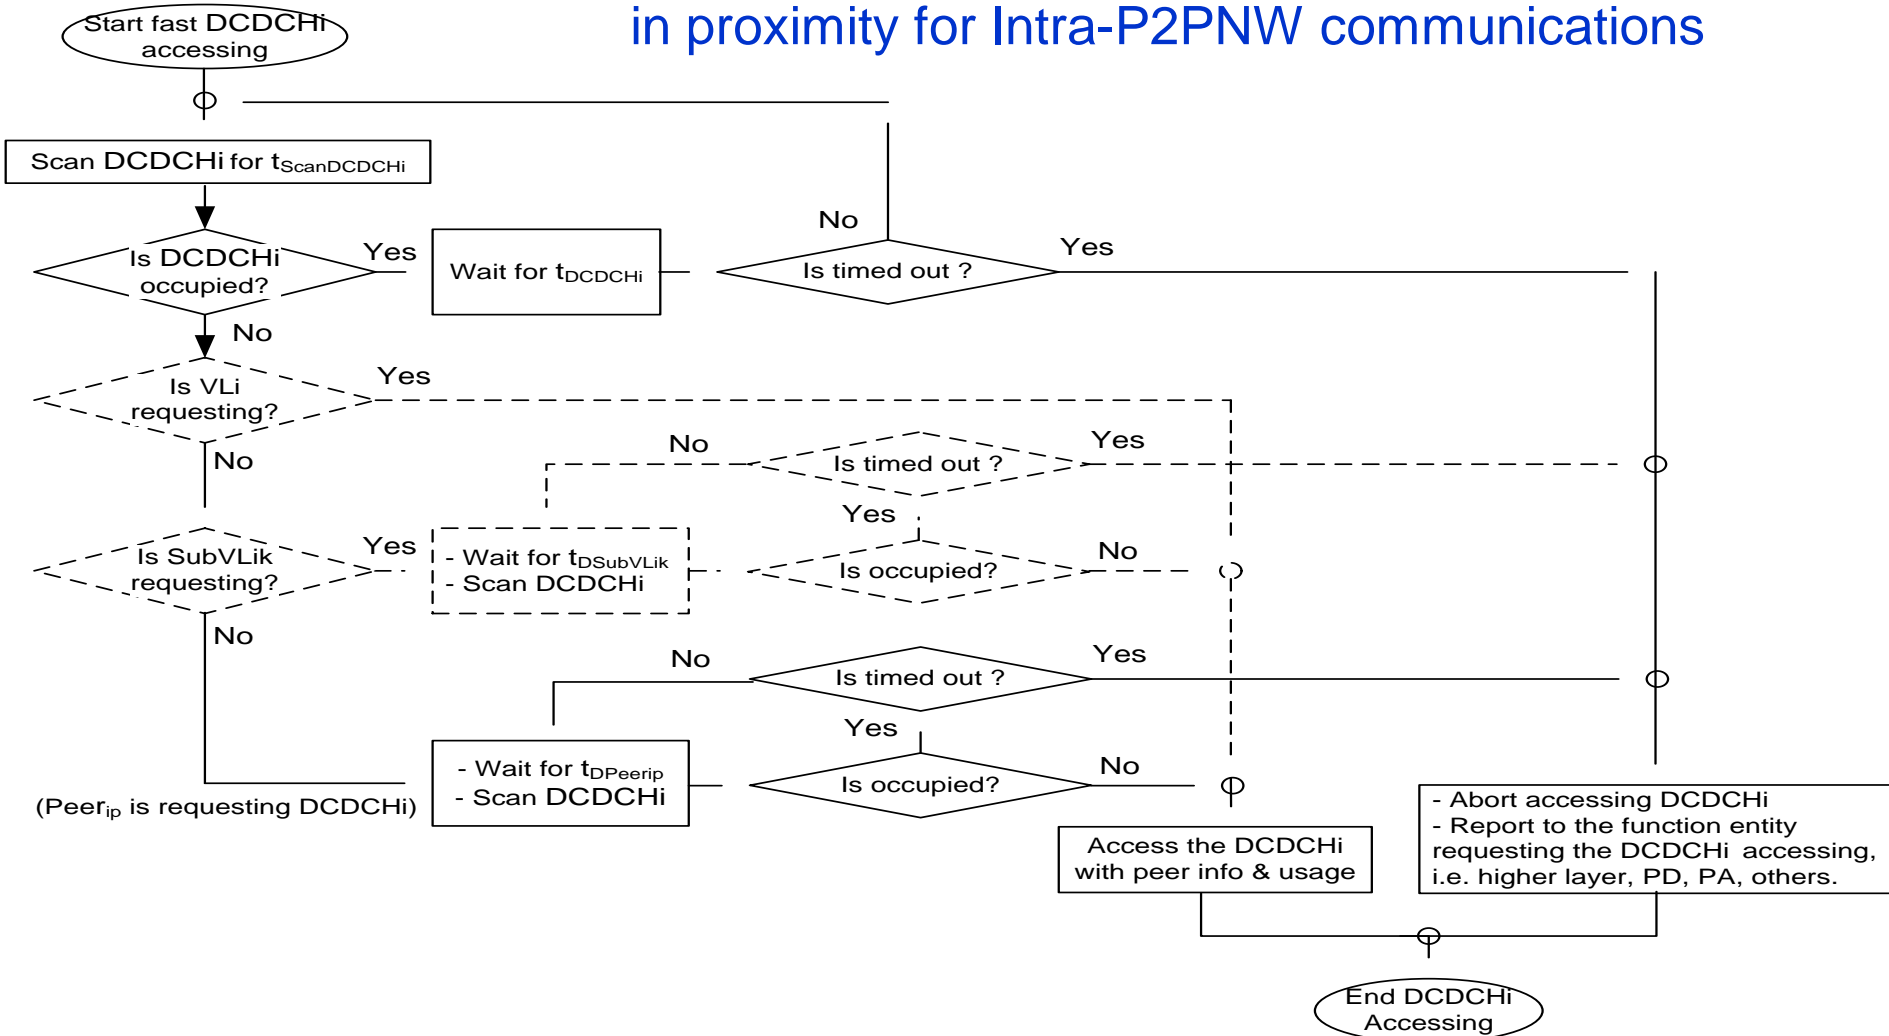 in proximity for Intra-P2PNW communications
Start fast DCDCHi
accessing
Scan DCDCHi for tScanDCDCHi
Is DCDCHi
occupied?
Yes
No
Wait for tDCDCHi
No
Is timed out ?
Yes
Is VLi
requesting?
Yes
No
No
Is timed out ?
Yes
Is SubVLik
requesting?
Yes
No
- Wait for tDSubVLik
- Scan DCDCHi
Yes
Is occupied?
No
No
Is timed out ?
Yes
(Peerip is requesting DCDCHi)
- Wait for tDPeerip
- Scan DCDCHi
Yes
Is occupied?
No
Access the DCDCHi
with peer info & usage
- Abort accessing DCDCHi
- Report to the function entity
requesting the DCDCHi accessing,
i.e. higher layer, PD, PA, others.
End DCDCHi
Accessing